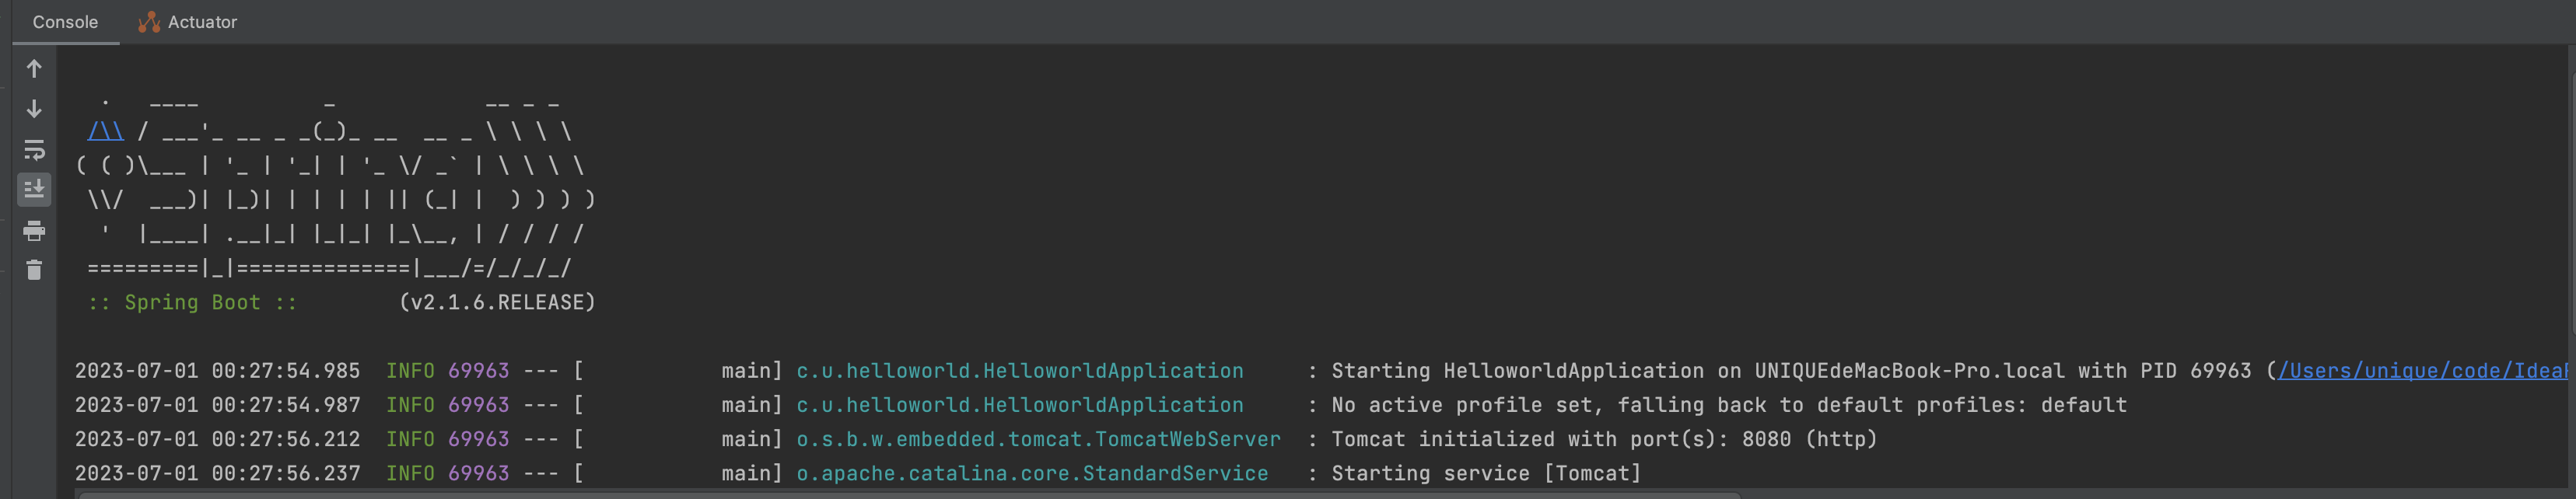 Console Actuator
  .   ____          _            __ _ _
 /\\ / ___'_ __ _ _(_)_ __  __ _ \ \ \ \
( ( )\___ | '_ | '_| | '_ \/ _` | \ \ \ \
 \\/  ___)| |_)| | | | | || (_| |  ) ) ) )
  '  |____| .__|_| |_|_| |_\__, | / / / /
 =========|_|==============|___/=/_/_/_/
 :: Spring Boot ::        (v2.1.6.RELEASE)
2023-07-01 00:27:54.985  INFO 69963 --- [           main] c.u.helloworld.HelloworldApplication     : Starting HelloworldApplication on UNIQUEdeMacBook-Pro.local with PID 69963 (/Users/unique/code/Idea
2023-07-01 00:27:54.987  INFO 69963 --- [           main] c.u.helloworld.HelloworldApplication     : No active profile set, falling back to default profiles: default
2023-07-01 00:27:56.212  INFO 69963 --- [           main] o.s.b.w.embedded.tomcat.TomcatWebServer  : Tomcat initialized with port(s): 8080 (http)
2023-07-01 00:27:56.237  INFO 69963 --- [           main] o.apache.catalina.core.StandardService   : Starting service [Tomcat]